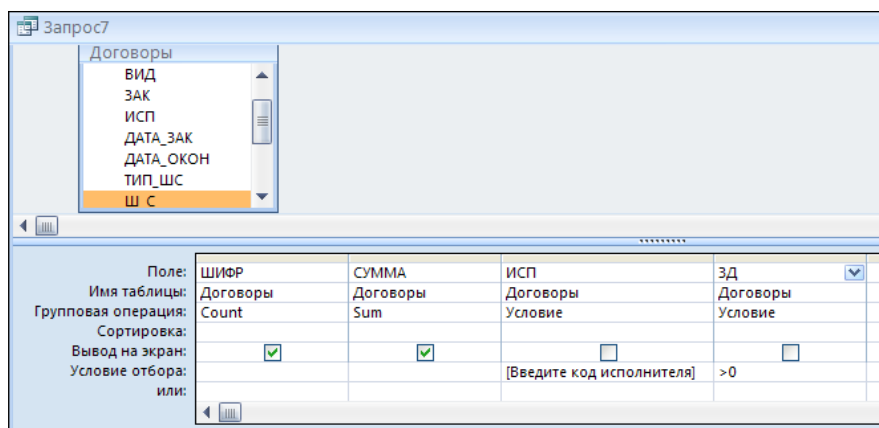 Запрос7
Договоры
ВИД
ЗАК
ИСП
ДАТА_ЗАК
ДАТА_ОКОН
ТИП_ШС
Ш_С
Поле: ШИФР СУММА ИСП ЗД
Имя таблицы: Договоры Договоры Договоры Договоры
Групповая операция: Count Sum Условие Условие
Сортировка:
Вывод на экран:
Условие отбора: [Введите код исполнителя] >0
или: